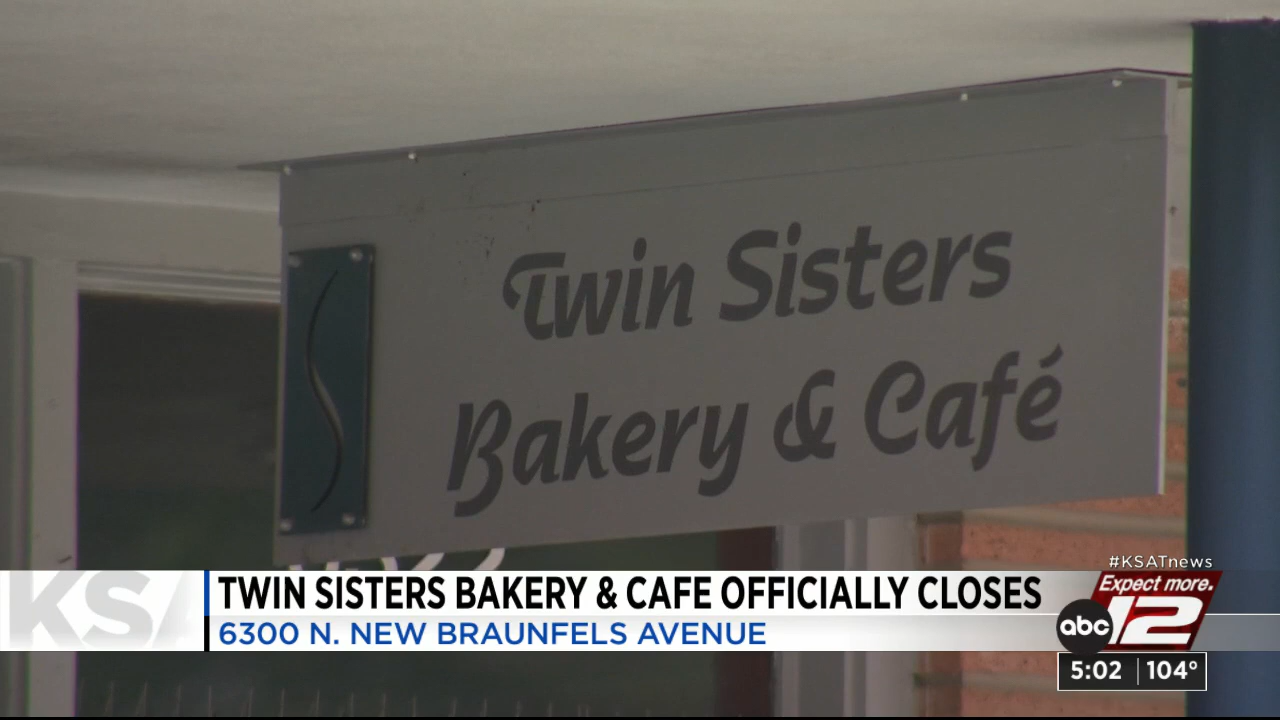 Twin Sisters
Bakery & Café
#KSATnews
KSA
TWIN SISTERS BAKERY & CAFE OFFICIALLY CLOSES
6300 N. NEW BRAUNFELS AVENUE
Expect more.
abc 12
5:02 104°